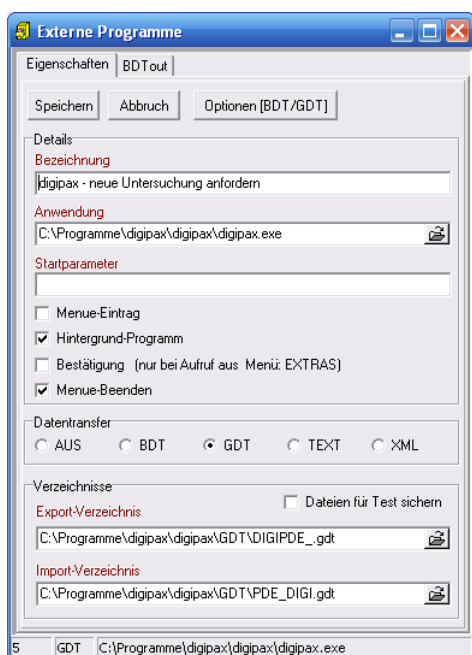 Externe Programme
Eigenschaften BDTout
Speichern Abbruch Optionen [BDT/GDT]
Details
Bezeichnung
digipax - neue Untersuchung anfordern
Anwendung
C:\Programme\digipax\digipax\digipax.exe
Startparameter
Menue-Eintrag
Hintergrund-Programm
Bestätigung (nur bei Aufruf aus Menü: EXTRAS)
Menue-Beenden
Datentransfer
AUS BDT GDT TEXT XML
Verzeichnisse
Dateien für Test sichern
Export-Verzeichnis
C:\Programme\digipax\digipax\GDT\DIGIPDE_.gdt
Import-Verzeichnis
C:\Programme\digipax\digipax\GDT\PDE_DIGI.gdt
5 GDT C:\Programme\digipax\digipax\digipax.exe